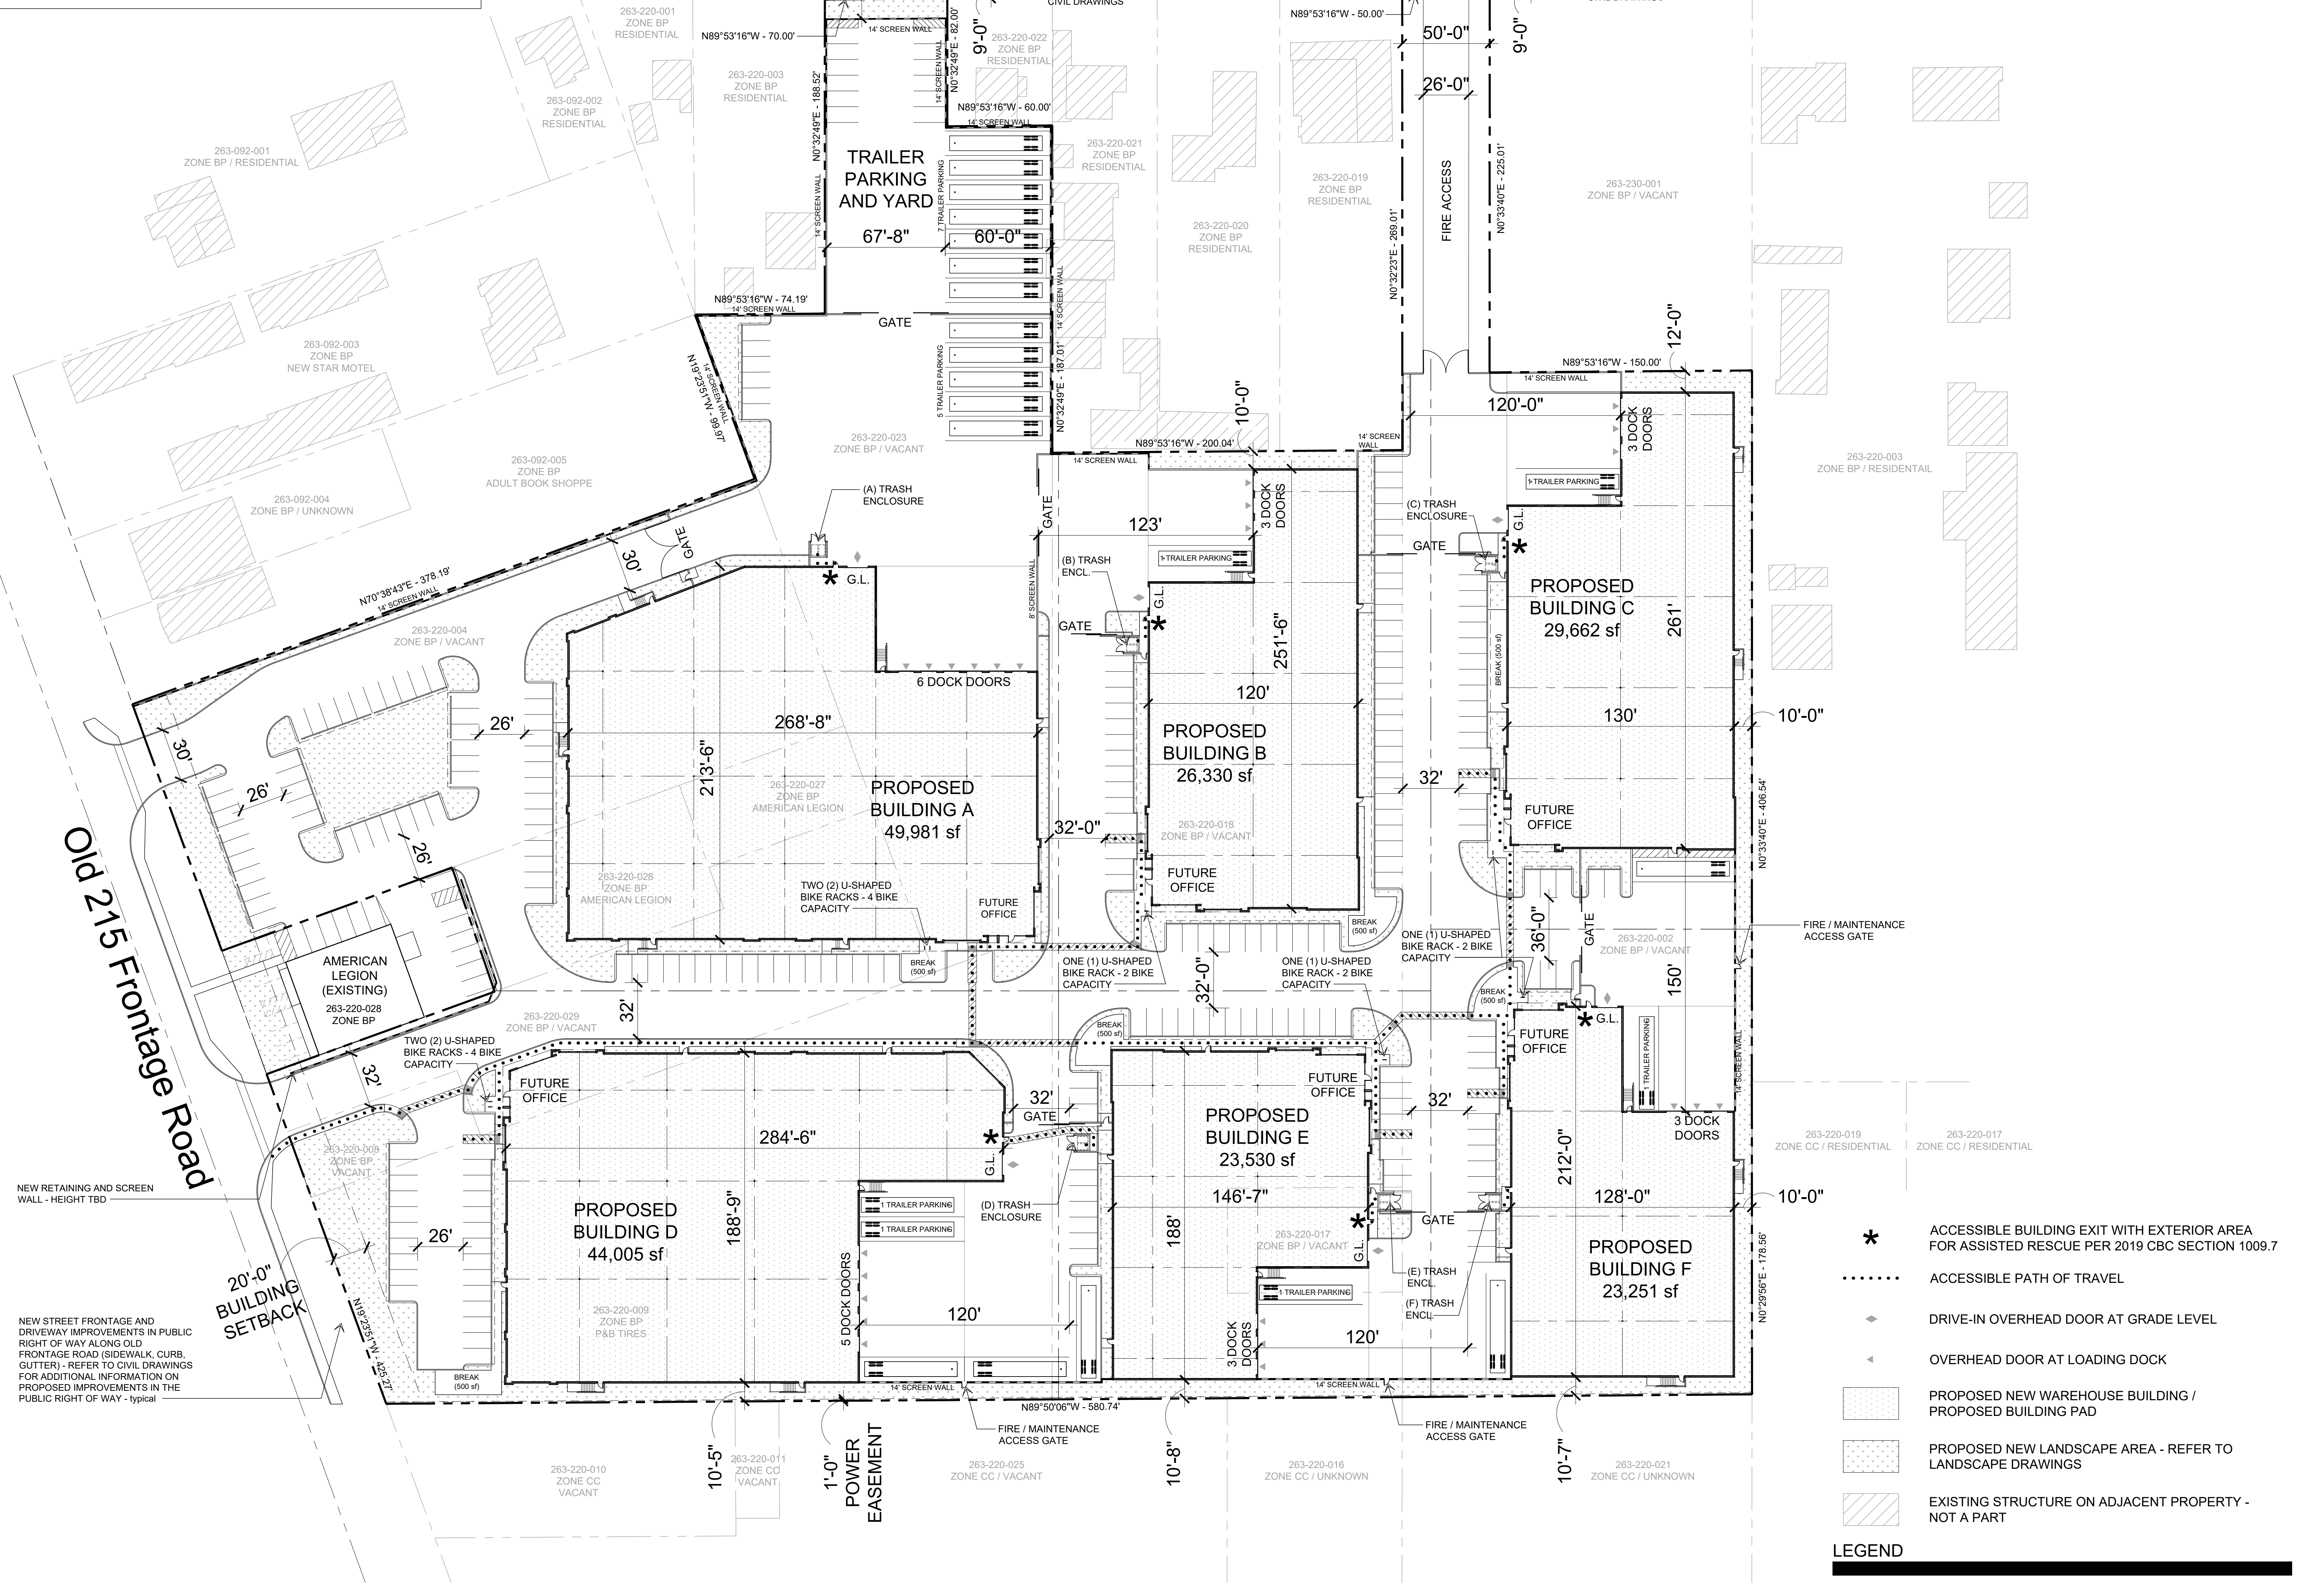 CIVIL DRAWINGS
263-220-001
ZONE BP
RESIDENTIAL
N89°53'16"W - 70.00'
14' SCREEN WALL
N0°32'49"E - 82.00'
9'-0"
263-220-022
ZONE BP
RESIDENTIAL
N89°53'16"W - 50.00'
50'-0"
9'-0"
26'-0"
263-220-003
ZONE BP
RESIDENTIAL
N0°32'49"E - 188.52'
14' SCREEN WALL
14' SCREEN WALL
14' SCREEN WALL
263-092-002
ZONE BP
RESIDENTIAL
N89°53'16"W - 60.00'
14' SCREEN WALL
263-092-001
ZONE BP / RESIDENTIAL
TRAILER
PARKING
AND YARD
7 TRAILER PARKING
67'-8"
60'-0"
263-220-021
ZONE BP
RESIDENTIAL
263-220-019
ZONE BP
RESIDENTIAL
263-220-020
ZONE BP
RESIDENTIAL
FIRE ACCESS
N0°32'23"E - 269.01'
N0°33'40"E - 225.01'
263-230-001
ZONE BP / VACANT
N89°53'16"W - 74.19'
14' SCREEN WALL
GATE
14' SCREEN WALL
N0°32'49"E - 187.01'
5 TRAILER PARKING
14' SCREEN WALL
N19°23'51"W - 99.97'
263-092-003
ZONE BP
NEW STAR MOTEL
263-092-005
ZONE BP
ADULT BOOK SHOPPE
263-092-004
ZONE BP / UNKNOWN
263-220-023
ZONE BP / VACANT
10'-0"
N89°53'16"W - 200.04'
14' SCREEN WALL
14' SCREEN
WALL
N89°53'16"W - 150.00'
14' SCREEN WALL
12'-0"
120'-0"
3 DOCK
DOORS
1 TRAILER PARKING
263-220-003
ZONE BP / RESIDENTAIL
(A) TRASH
ENCLOSURE
GATE
123'
3 DOCK
DOORS
1 TRAILER PARKING
(B) TRASH
ENCL.
(C) TRASH
ENCLOSURE
GATE
G.L.
30'
GATE
G.L.
8' SCREEN WALL
G.L.
GATE
N70°38'43"E - 378.19'
14' SCREEN WALL
263-220-004
ZONE BP / VACANT
6 DOCK DOORS
251'-6"
120'
PROPOSED
BUILDING B
26,330 sf
PROPOSED
BUILDING C
29,662 sf
261'
BREAK (500 sf)
130'
10'-0"
N0°33'40"E - 406.54'
30'
26'
26'
26'
268'-8"
213'-6"
263-220-027
ZONE BP
AMERICAN LEGION
PROPOSED
BUILDING A
49,981 sf
32'-0"
263-220-018
ZONE BP / VACANT
32'
FUTURE
OFFICE
FUTURE
OFFICE
263-220-028
ZONE BP
AMERICAN LEGION
TWO (2) U-SHAPED
BIKE RACKS - 4 BIKE
CAPACITY
FUTURE
OFFICE
BREAK
(500 sf)
BREAK
(500 sf)
ONE (1) U-SHAPED
BIKE RACK - 2 BIKE
CAPACITY
ONE (1) U-SHAPED
BIKE RACK - 2 BIKE
CAPACITY
ONE (1) U-SHAPED
BIKE RACK - 2 BIKE
CAPACITY
36'-0"
GATE
263-220-002
ZONE BP / VACANT
FIRE / MAINTENANCE
ACCESS GATE
Old 215 Frontage Road
AMERICAN
LEGION
(EXISTING)
263-220-028
ZONE BP
263-220-029
ZONE BP / VACANT
32'
32'-0"
BREAK
(500 sf)
BREAK
(500 sf)
150'
G.L.
1 TRAILER PARKING
14' SCREEN WALL
TWO (2) U-SHAPED
BIKE RACKS - 4 BIKE
CAPACITY
32'
FUTURE
OFFICE
FUTURE
OFFICE
FUTURE
OFFICE
32'
GATE
32'
284'-6"
PROPOSED
BUILDING E
23,530 sf
3 DOCK
DOORS
263-220-019
ZONE CC / RESIDENTIAL
263-220-017
ZONE CC / RESIDENTIAL
263-220-008
ZONE BP
VACANT
G.L.
212'-0"
NEW RETAINING AND SCREEN
WALL - HEIGHT TBD
PROPOSED
BUILDING D
44,005 sf
188'-9"
1 TRAILER PARKING
1 TRAILER PARKING
(D) TRASH
ENCLOSURE
146'-7"
188'
263-220-017
ZONE BP / VACANT
G.L.
GATE
128'-0"
10'-0"
26'
PROPOSED
BUILDING F
23,251 sf
N0°29'56"E - 178.56'
20'-0"
BUILDING
SETBACK
5 DOCK DOORS
(E) TRASH
ENCL.
1 TRAILER PARKING
(F) TRASH
ENCL.
263-220-009
ZONE BP
P&B TIRES
120'
3 DOCK
DOORS
120'
NEW STREET FRONTAGE AND
DRIVEWAY IMPROVEMENTS IN PUBLIC
RIGHT OF WAY ALONG OLD
FRONTAGE ROAD (SIDEWALK, CURB,
GUTTER) - REFER TO CIVIL DRAWINGS
FOR ADDITIONAL INFORMATION ON
PROPOSED IMPROVEMENTS IN THE
PUBLIC RIGHT OF WAY - typical
N19°23'51"W - 425.27'
BREAK
(500 sf)
14' SCREEN WALL
14' SCREEN WALL
N89°50'06"W - 580.74'
FIRE / MAINTENANCE
ACCESS GATE
FIRE / MAINTENANCE
ACCESS GATE
10'-5"
1'-0"
POWER
EASEMENT
10'-8"
10'-7"
263-220-010
ZONE CC
VACANT
263-220-011
ZONE CC
VACANT
263-220-025
ZONE CC / VACANT
263-220-016
ZONE CC / UNKNOWN
263-220-021
ZONE CC / UNKNOWN
* ACCESSIBLE BUILDING EXIT WITH EXTERIOR AREA
FOR ASSISTED RESCUE PER 2019 CBC SECTION 1009.7
ACCESSIBLE PATH OF TRAVEL
DRIVE-IN OVERHEAD DOOR AT GRADE LEVEL
OVERHEAD DOOR AT LOADING DOCK
PROPOSED NEW WAREHOUSE BUILDING /
PROPOSED BUILDING PAD
PROPOSED NEW LANDSCAPE AREA - REFER TO
LANDSCAPE DRAWINGS
EXISTING STRUCTURE ON ADJACENT PROPERTY -
NOT A PART
LEGEND